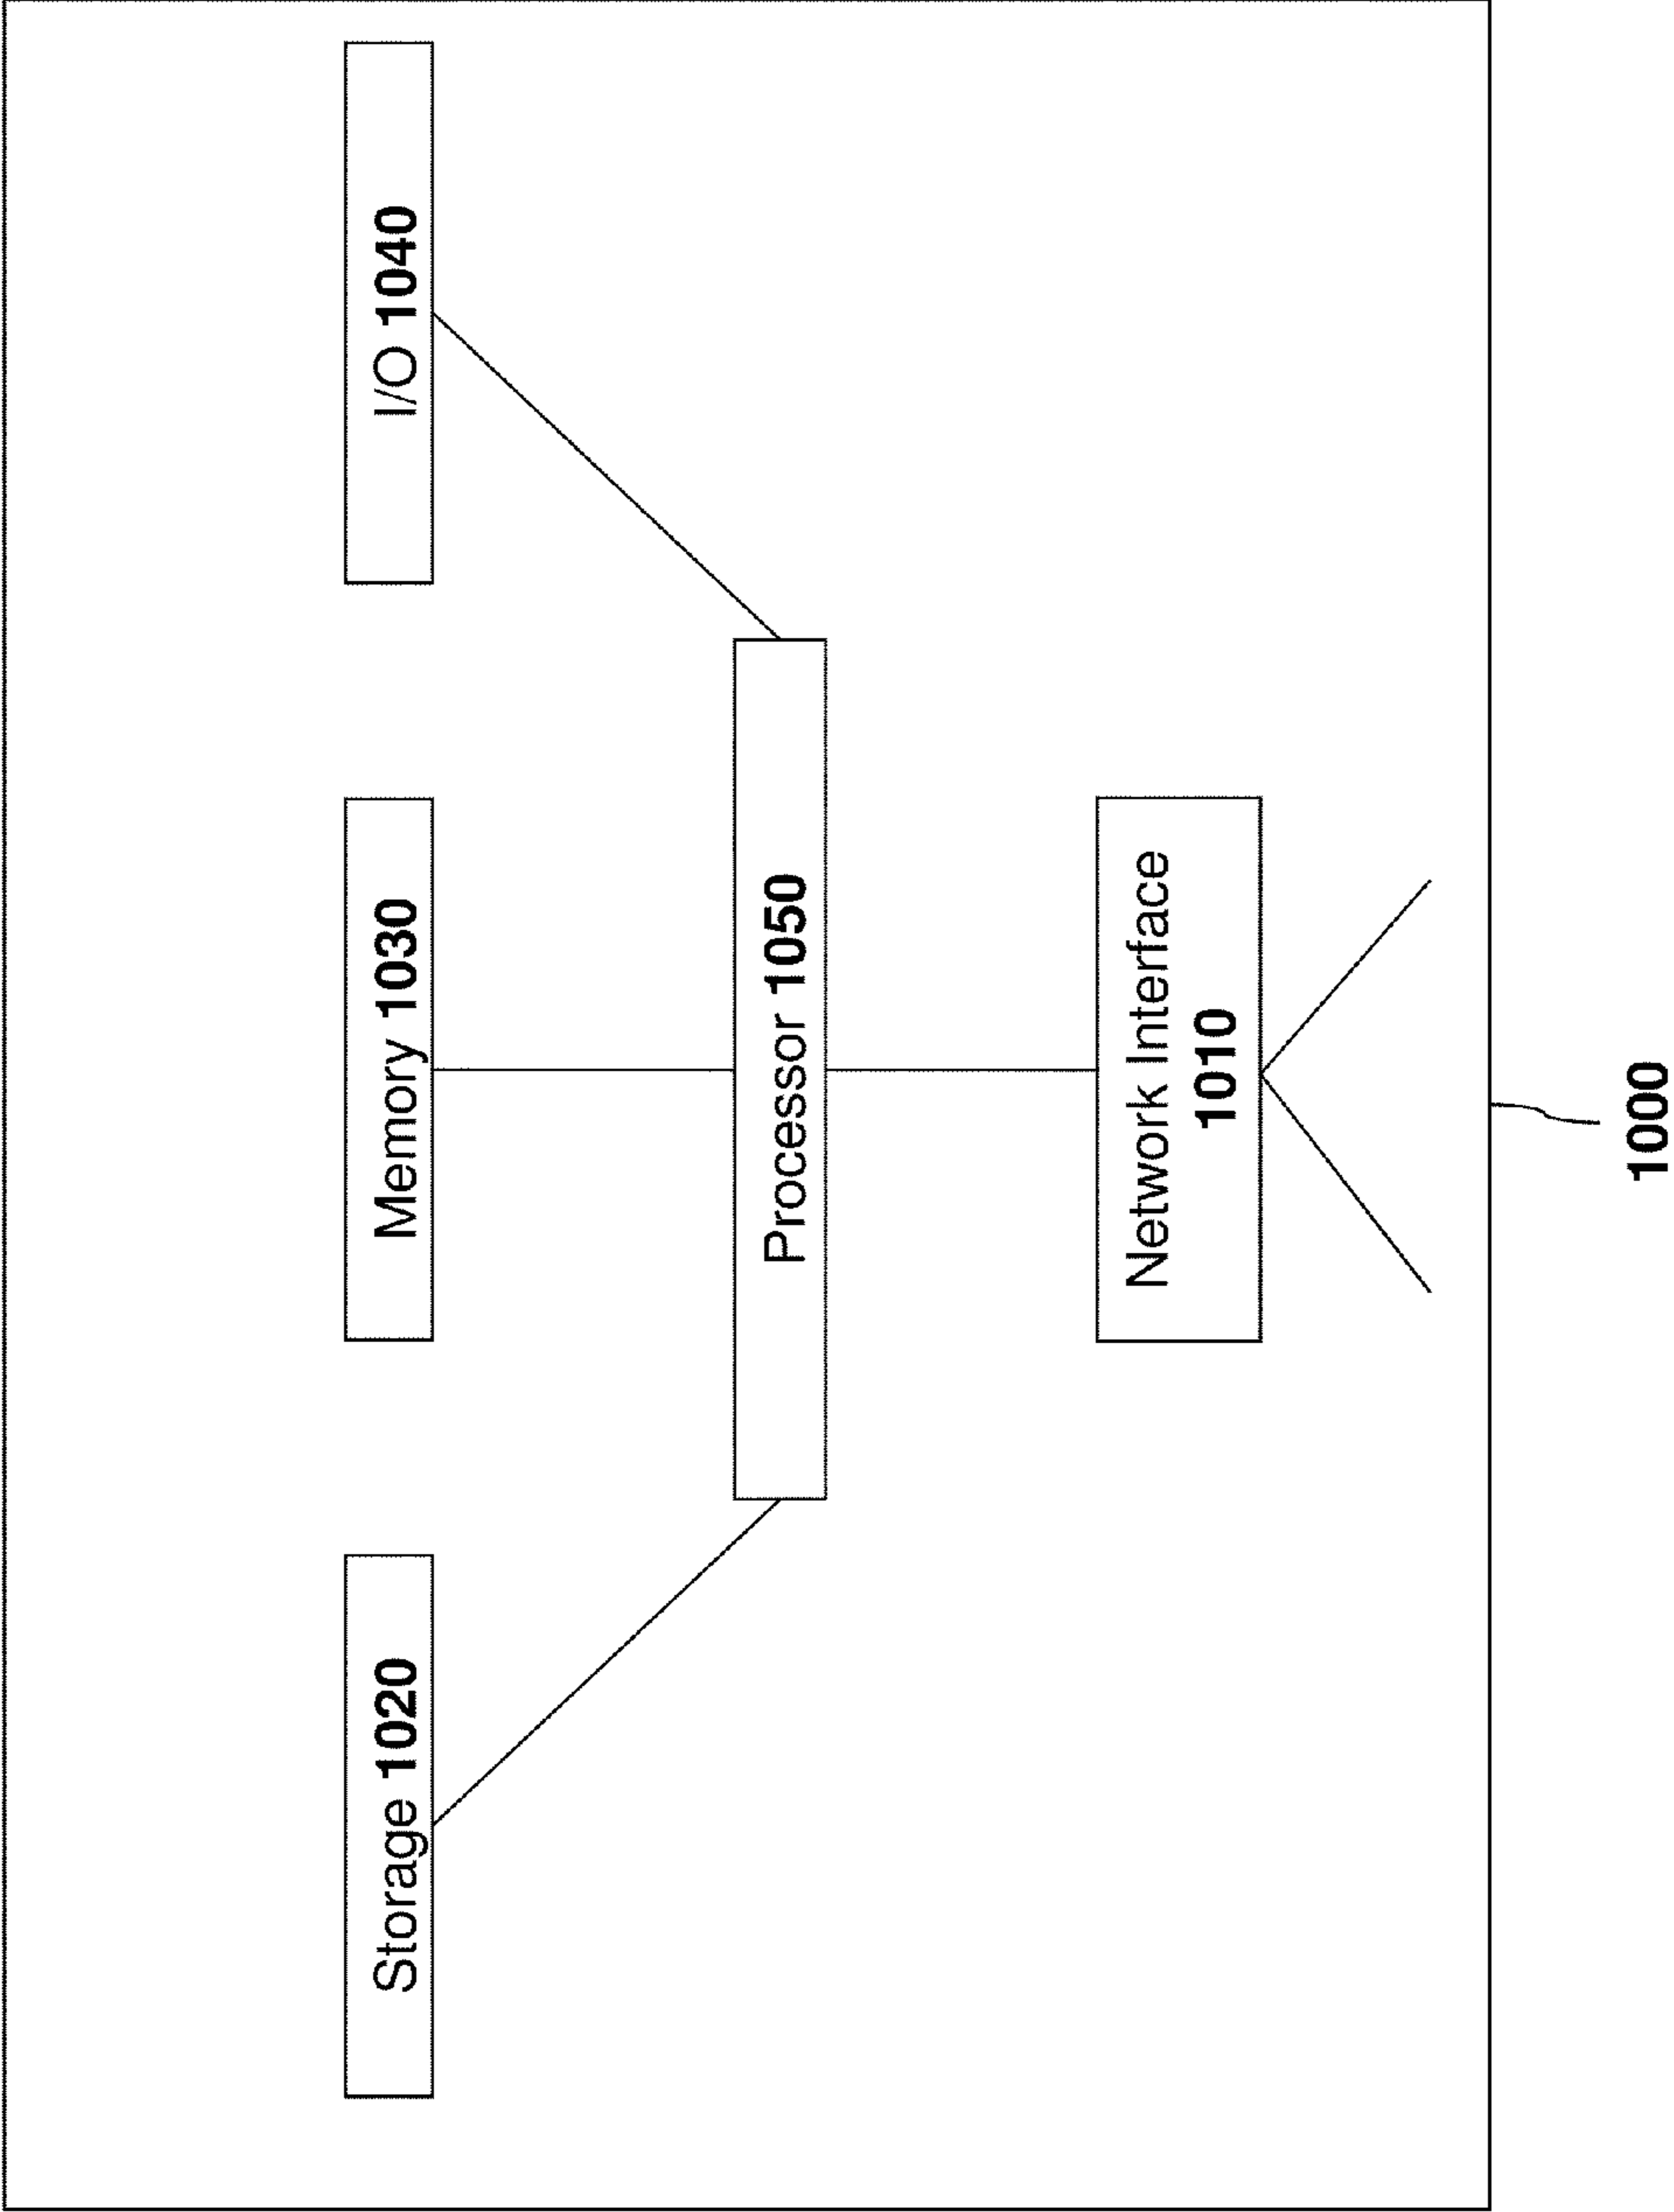 Storage 1020
Memory 1030
I/O 1040
Processor 1050
Network Interface
1010
1000